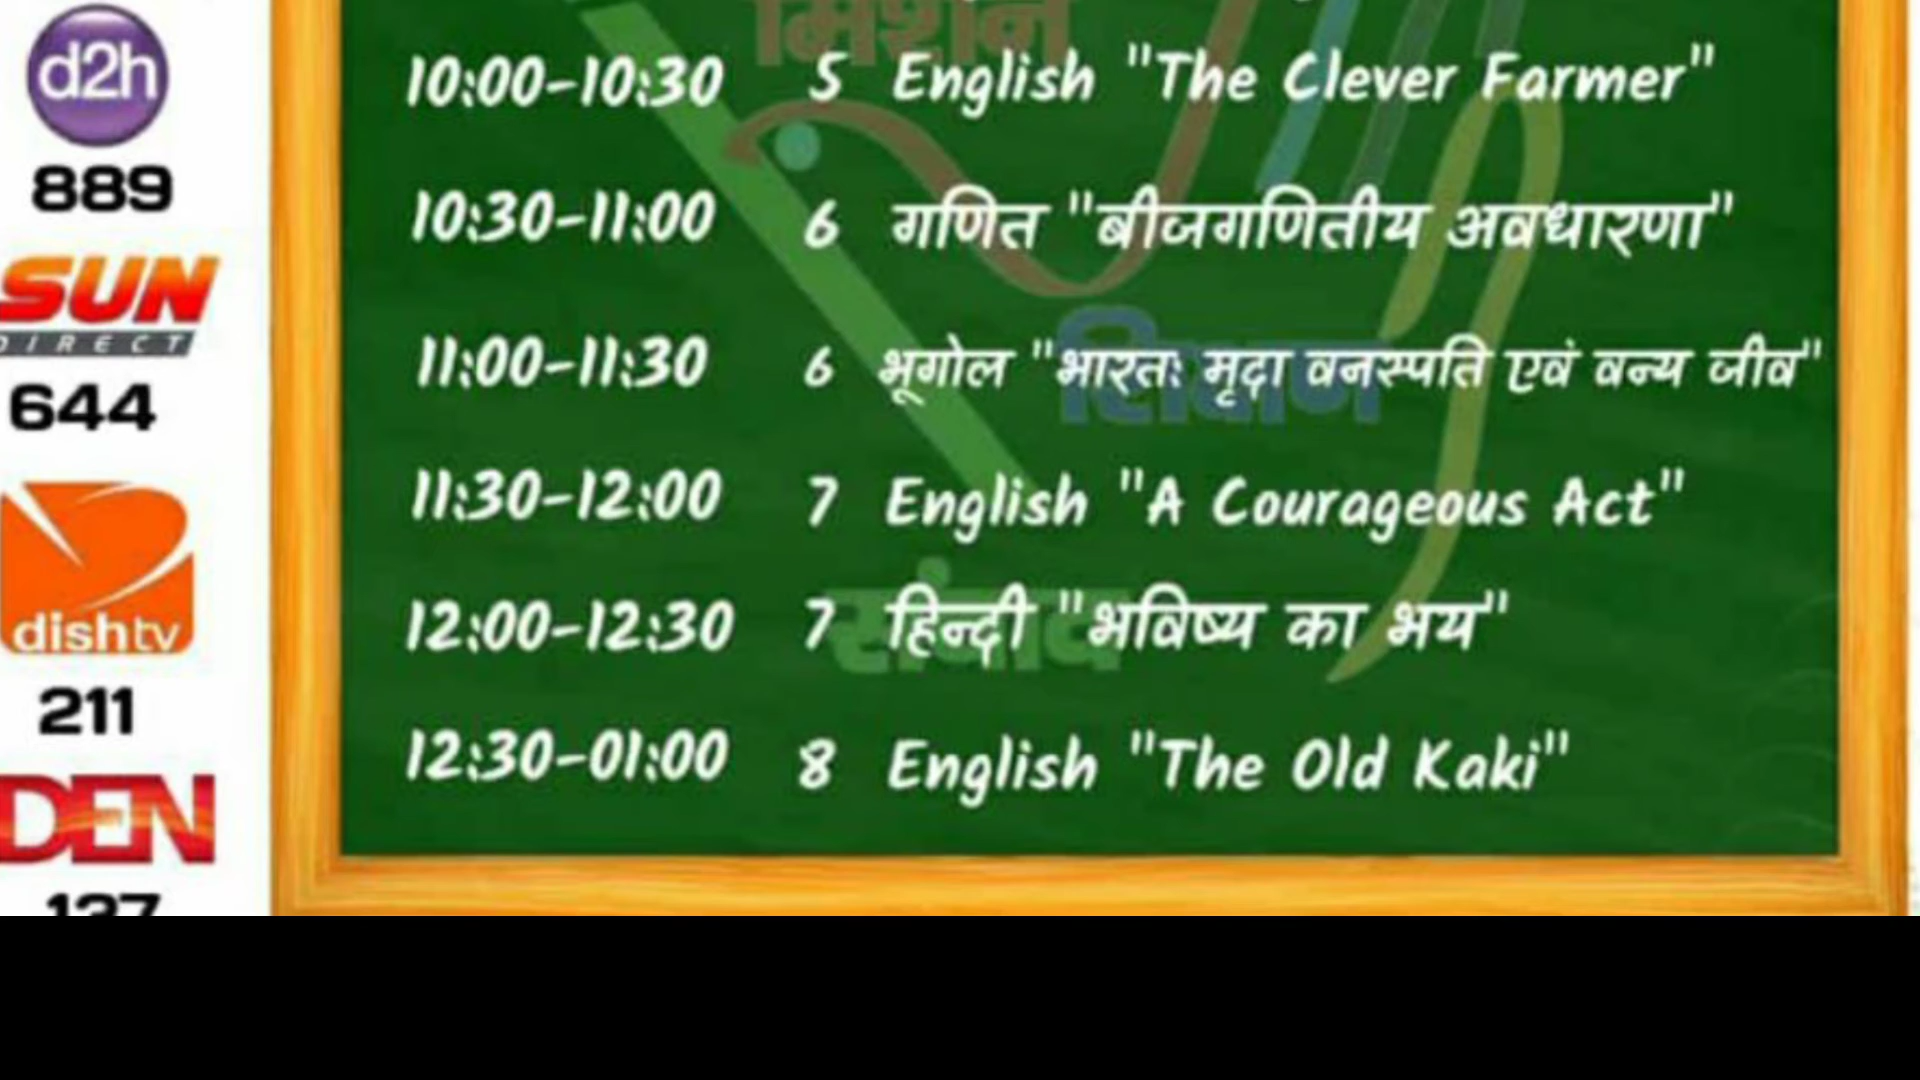 d2h
889
SUN
DIRECT
644
dishtv
211
DEN
मिशन
शिक्षण
संवाद
10:00-10:30 5 English "The Clever Farmer"
10:30-11:00 6 गणित "बीजगणितीय अवधारणा"
11:00-11:30 6 भूगोल "भारतः मृदा वनस्पति एवं वन्य जीव"
11:30-12:00 7 English "A Courageous Act"
12:00-12:30 7 हिन्दी "भविष्य का भय"
12:30-01:00 8 English "The Old Kaki"